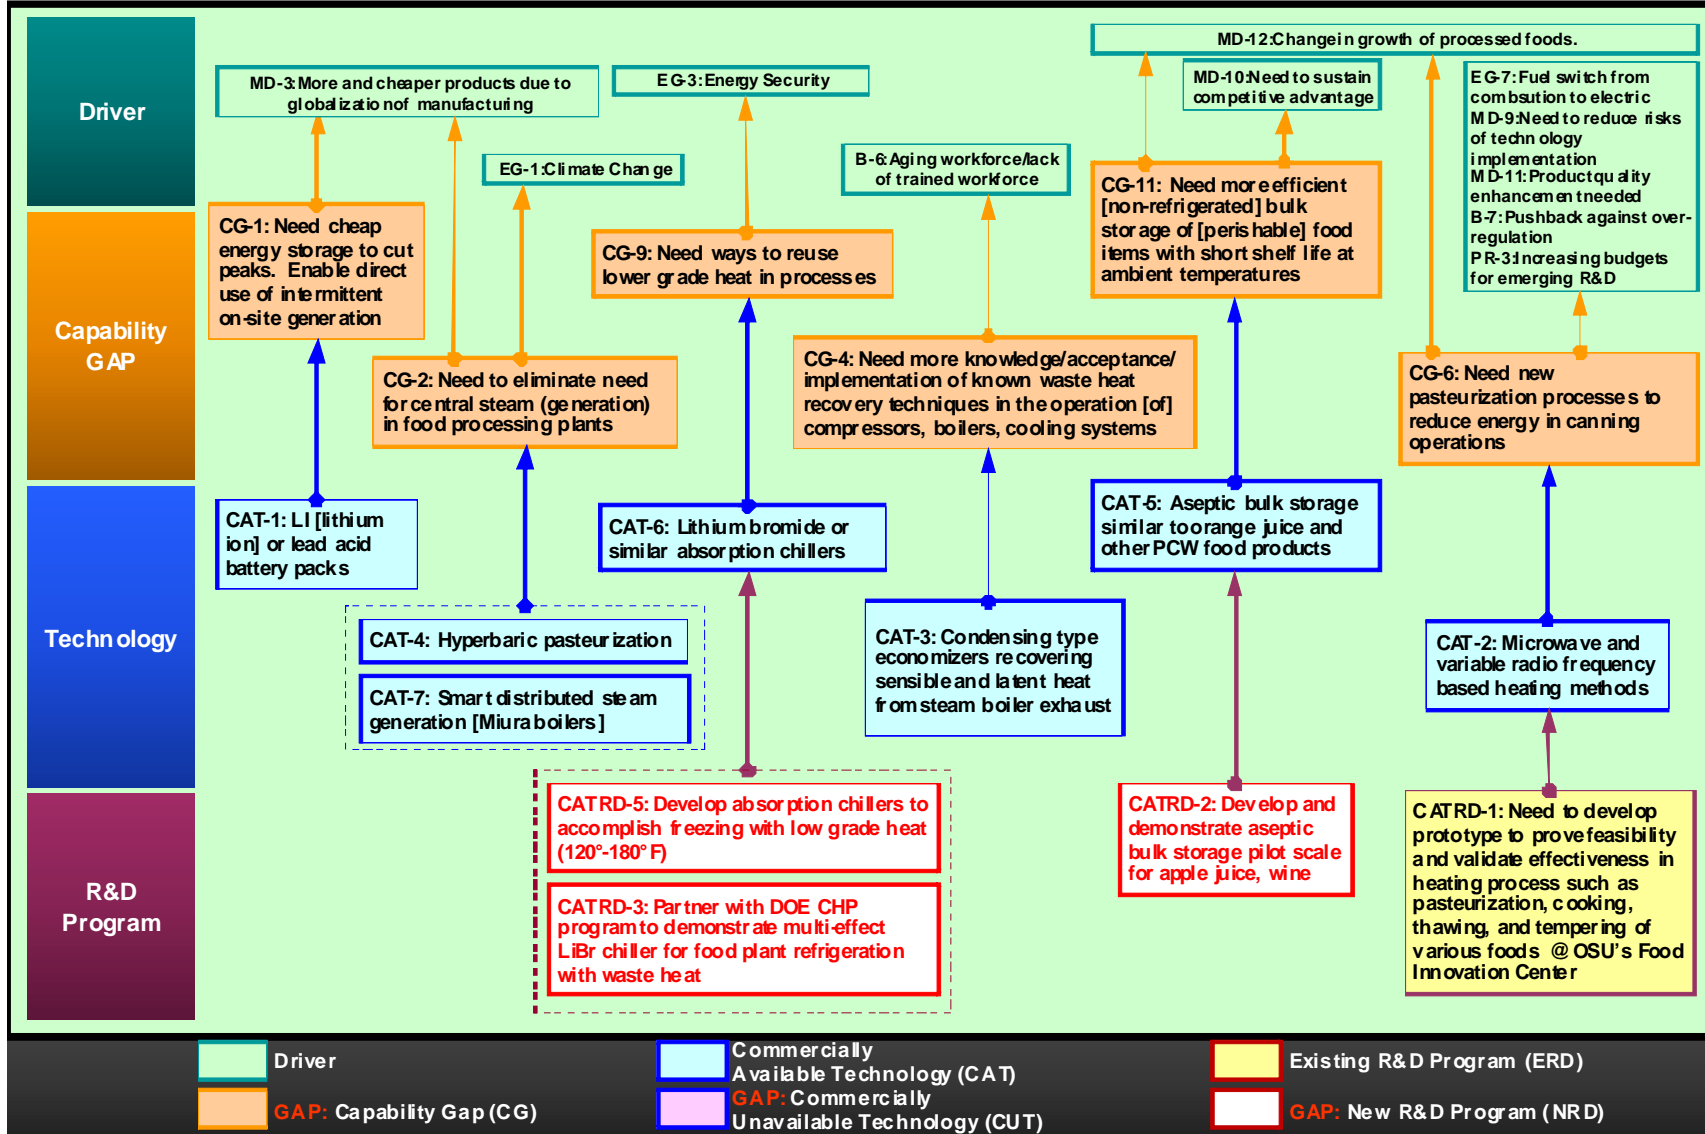 Driver
Capability
GAP
Technology
R&D
Program
MD-3:More and cheaper products due to
globalizationof manufacturing
EG-3:Energy Security
MD-12:Changein growth of processed foods.
MD-10:Need to sustain
competitive advantage
EG-7:Fuel switch from
combsution to electric
MD-9:Need to reduce risks
of technology
implementation
MD-11:Productquality
enhancementneeded
B-7:Pushback against over-
regulation
PR-3:Increasing budgets
for emerging R&D
EG-1:Climate Change
B-6:Aging workforce/lack
of trained workforce
CG-1: Need cheap
energy storage to cut
peaks.  Enable direct
use of intermittent
on-site generation
CG-9: Need ways to reuse
lower grade heat in processes
CG-11: Need more efficient
[non-refrigerated] bulk
storage of [perishable] food
items with short shelf life at
ambient temperatures
CG-2: Need to eliminate need
for central steam (generation)
in food processing plants
CG-4: Need more knowledge/acceptance/
implementation of known waste heat
recovery techniques in the operation [of]
compressors, boilers, cooling systems
CG-6: Need new
pasteurization processes to
reduce energy in canning
operations
CAT-1: LI [lithium
ion] or lead acid
battery packs
CAT-6: Lithium bromide or
similar absorption chillers
CAT-5: Aseptic bulk storage
similar to orange juice and
other PCW food products
CAT-4: Hyperbaric pasteurization
CAT-7: Smart distributed steam
generation [Miura boilers]
CAT-3: Condensing type
economizers recovering
sensible and latent heat
from steam boiler exhaust
CAT-2: Microwave and
variable radio frequency
based heating methods
CATRD-5: Develop absorption chillers to
accomplish freezing with low grade heat
(120°-180°F)
CATRD-3: Partner with DOE CHP
program to demonstrate multi-effect
LiBr chiller for food plant refrigeration
with waste heat
CATRD-2: Develop and
demonstrate aseptic
bulk storage pilot scale
for apple juice, wine
CATRD-1: Need to develop
prototype to prove feasibility
and validate effectiveness in
heating process such as
pasteurization, cooking,
thawing, and tempering of
various foods @ OSU's Food
Innovation Center
Driver
GAP: Capability Gap (CG)
Commercially
Available Technology (CAT)
GAP: Commercially
Unavailable Technology (CUT)
Existing R&D Program (ERD)
GAP: New R&D Program (NRD)